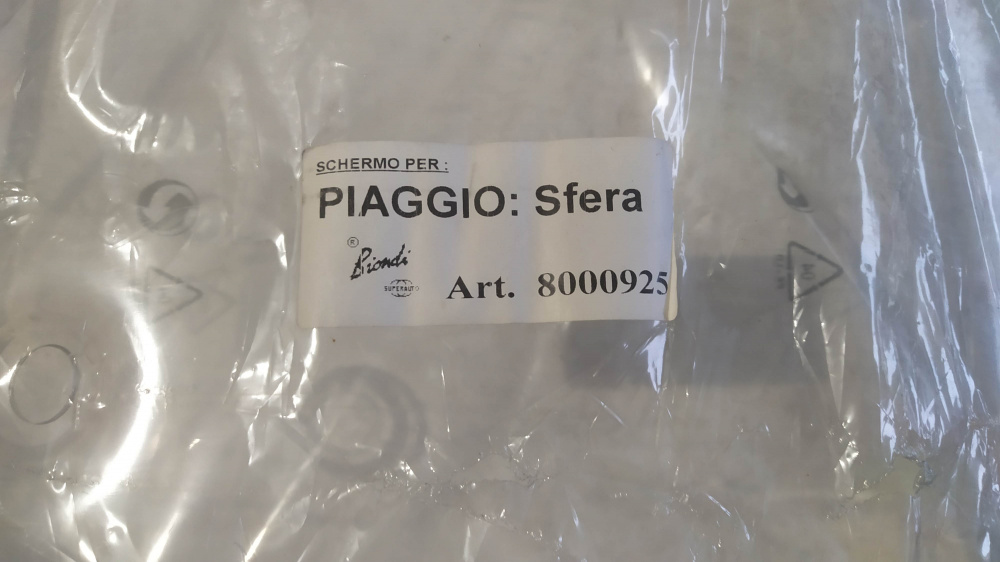 SCHERMO PER :
PIAGGIO: Sfera
®
Biondi
SUPERAUTO
Art. 8000925